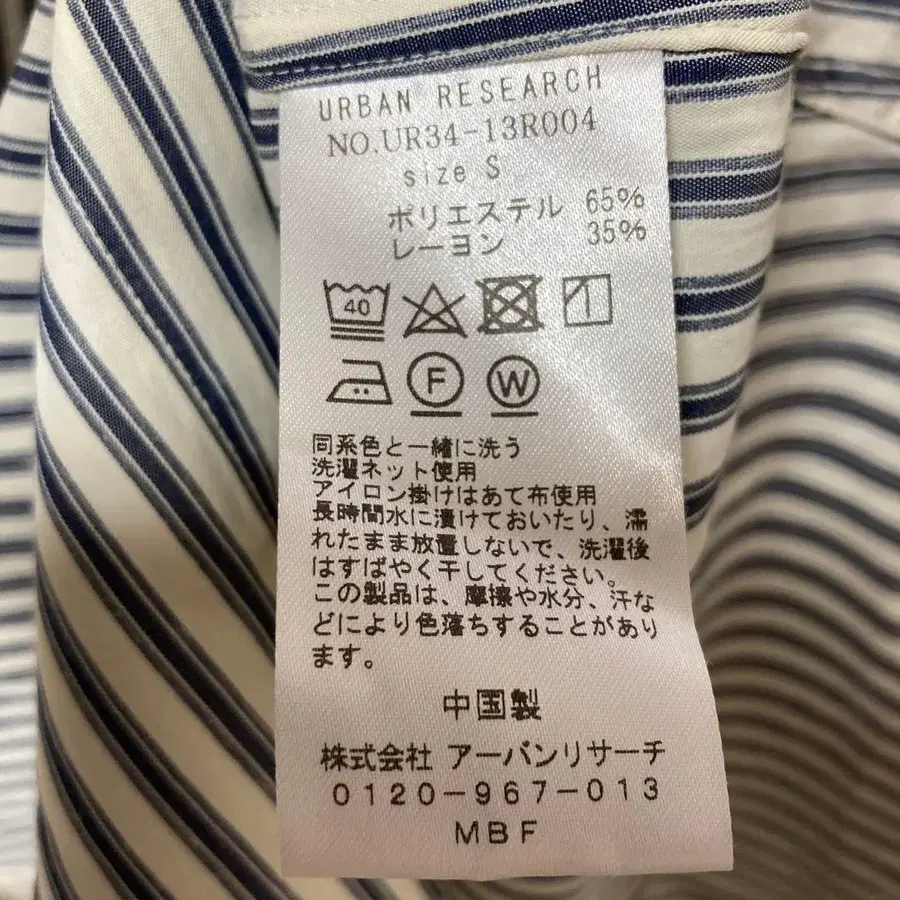 URBAN RESEARCH
NO.UR34-13R004
size S
ポリエステル 65%
レーヨン 35%
40
F W
同系色と一緒に洗う
洗濯ネット使用
アイロン掛けはあて布使用
長時間水に漬けておいたり、濡
れたまま放置しないで、洗濯後
はすばやく干してください。
この製品は、摩擦や水分、汗な
どにより色落ちすることがあり
ます。
中国製
株式会社 アーバンリサーチ
0120-967-013
MBF